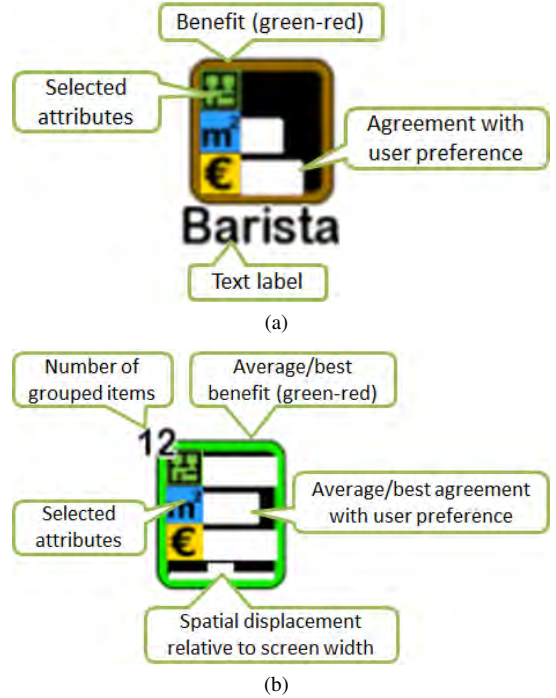 Benefit (green-red)
Selected
attributes
m²
€
Agreement with
user preference
Barista
Text label
(a)
Number of
grouped items
Average/best
benefit (green-red)
12
Selected
attributes
m²
€
Average/best agreement
with user preference
Spatial displacement
relative to screen width
(b)